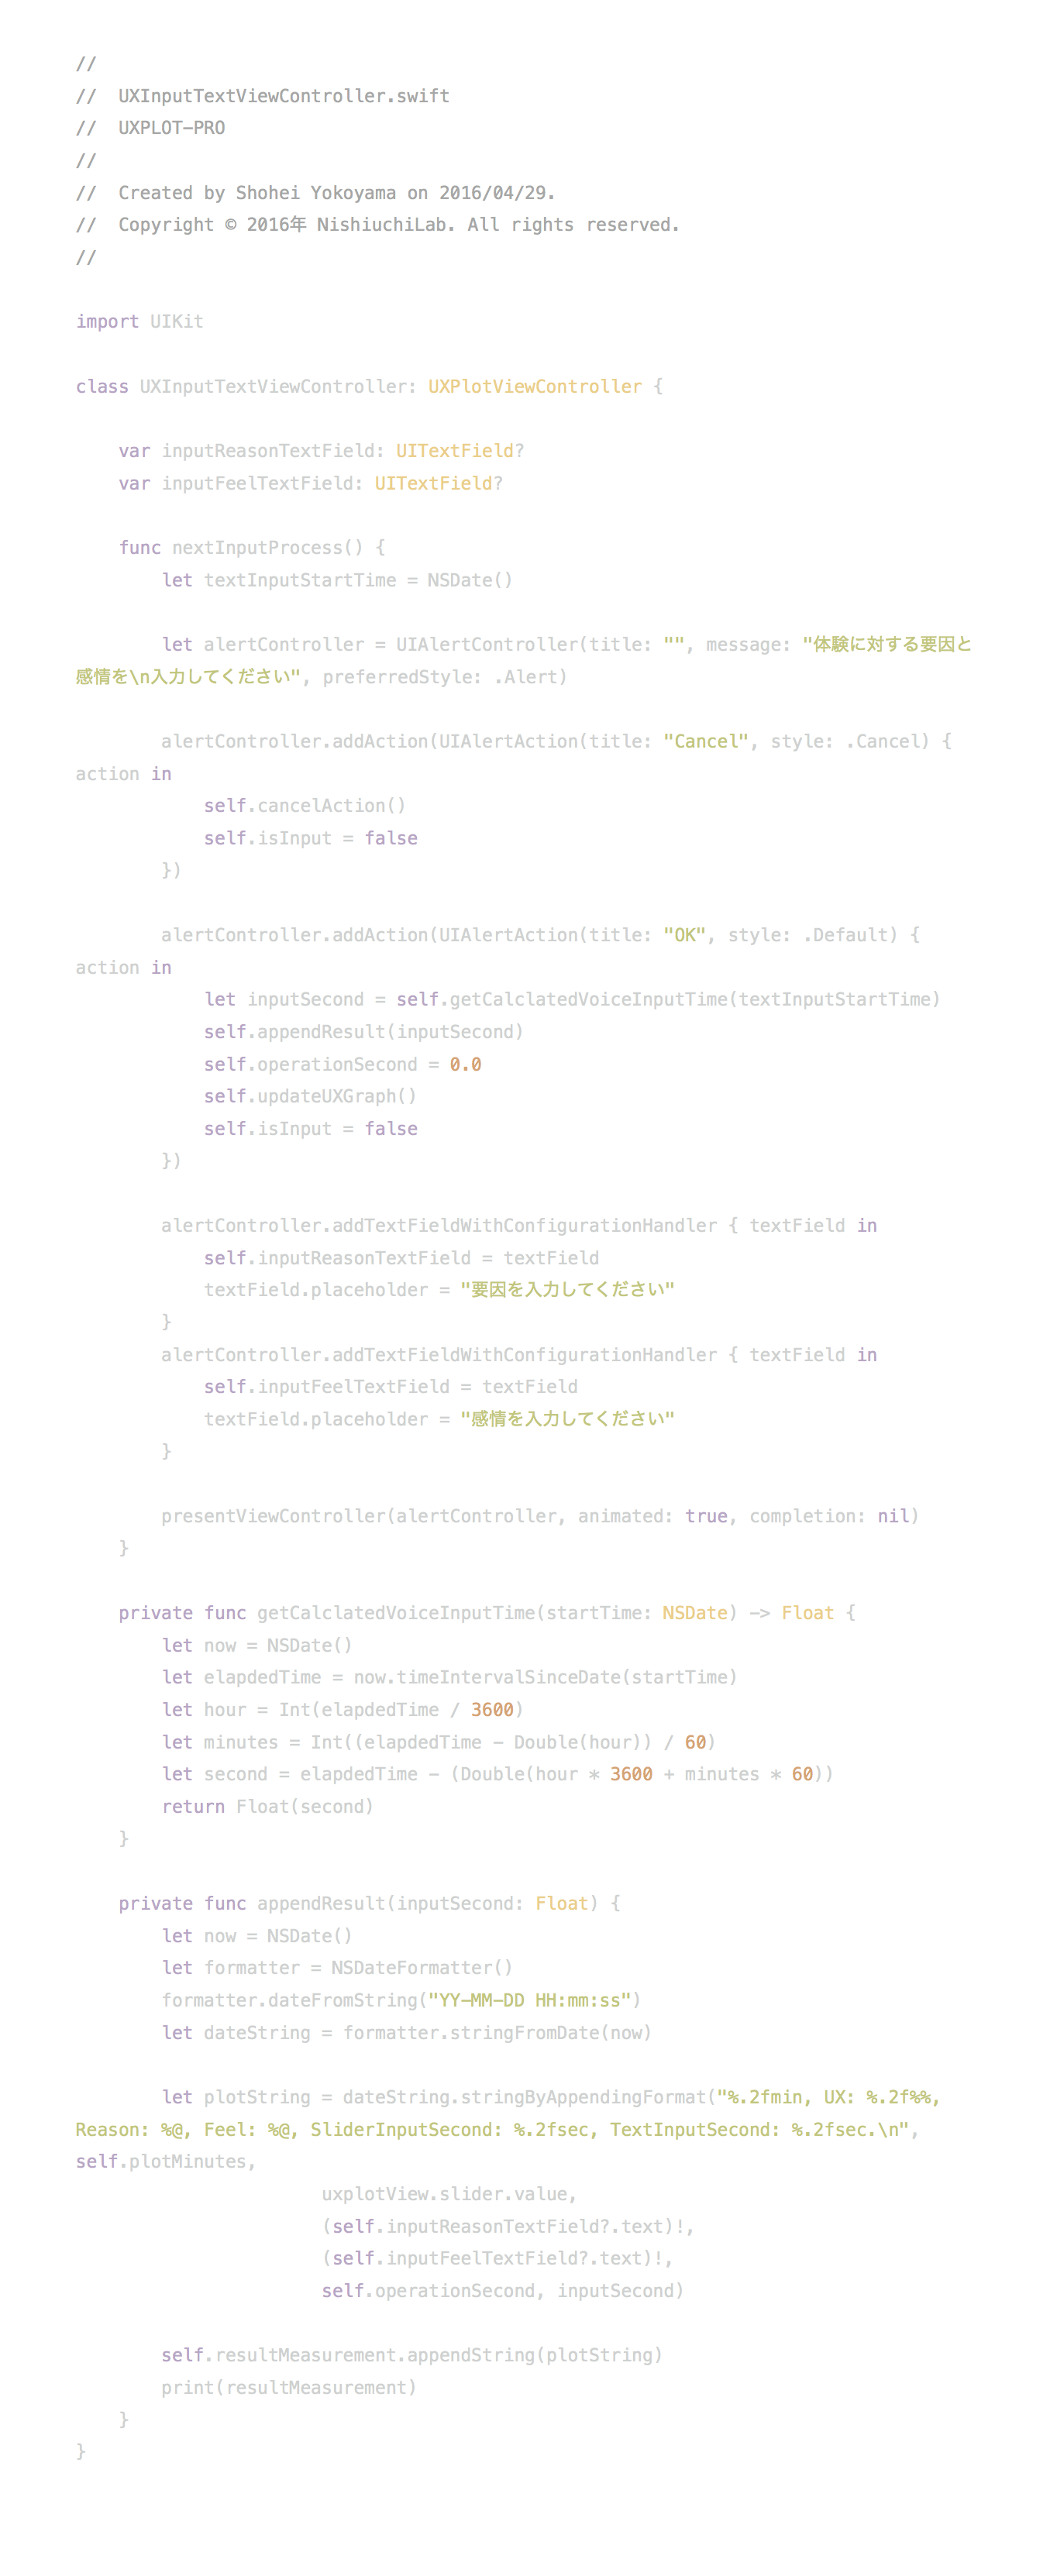 //
//  UXInputTextViewController.swift
//  UXPLOT-PRO
//
//  Created by Shohei Yokoyama on 2016/04/29.
//  Copyright © 2016年 NishiuchiLab. All rights reserved.
//

import UIKit

class UXInputTextViewController: UXPlotViewController {

    var inputReasonTextField: UITextField?
    var inputFeelTextField: UITextField?

    func nextInputProcess() {
        let textInputStartTime = NSDate()

        let alertController = UIAlertController(title: "", message: "体験に対する要因と
感情を\n入力してください", preferredStyle: .Alert)

        alertController.addAction(UIAlertAction(title: "Cancel", style: .Cancel) {
action in
            self.cancelAction()
            self.isInput = false
        })

        alertController.addAction(UIAlertAction(title: "OK", style: .Default) {
action in
            let inputSecond = self.getCalclatedVoiceInputTime(textInputStartTime)
            self.appendResult(inputSecond)
            self.operationSecond = 0.0
            self.updateUXGraph()
            self.isInput = false
        })

        alertController.addTextFieldWithConfigurationHandler { textField in
            self.inputReasonTextField = textField
            textField.placeholder = "要因を入力してください"
        }
        alertController.addTextFieldWithConfigurationHandler { textField in
            self.inputFeelTextField = textField
            textField.placeholder = "感情を入力してください"
        }

        presentViewController(alertController, animated: true, completion: nil)
    }

    private func getCalclatedVoiceInputTime(startTime: NSDate) -> Float {
        let now = NSDate()
        let elapdedTime = now.timeIntervalSinceDate(startTime)
        let hour = Int(elapdedTime / 3600)
        let minutes = Int((elapdedTime - Double(hour)) / 60)
        let second = elapdedTime - (Double(hour * 3600 + minutes * 60))
        return Float(second)
    }

    private func appendResult(inputSecond: Float) {
        let now = NSDate()
        let formatter = NSDateFormatter()
        formatter.dateFromString("YY-MM-DD HH:mm:ss")
        let dateString = formatter.stringFromDate(now)

        let plotString = dateString.stringByAppendingFormat("%.2fmin, UX: %.2f%%,
Reason: %@, Feel: %@, SliderInputSecond: %.2fsec, TextInputSecond: %.2fsec.\n",
self.plotMinutes,
                       uxplotView.slider.value,
                       (self.inputReasonTextField?.text)!,
                       (self.inputFeelTextField?.text)!,
                       self.operationSecond, inputSecond)

        self.resultMeasurement.appendString(plotString)
        print(resultMeasurement)
    }
}